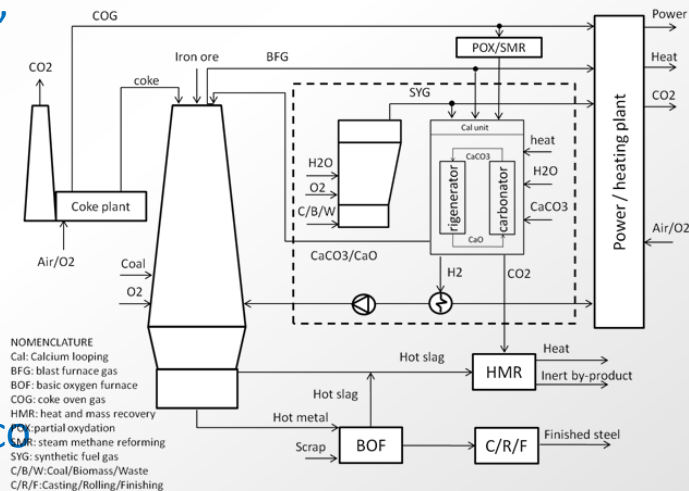 COG
Power
POX/SMR
Iron ore
BFG
Heat
CO2
coke
SYG
CO2
Cal unit
heat
CaCO3
H2O
H2O
O2
rigenerator
carbonator
CaCO3
C/B/W
CaO
Power / heating plant
Coke plant
Air/O2
Air/O2
Coal
CaCO3/CaO
H2
CO2
O2
NOMENCLATURE
Cal: Calcium looping
BFG: blast furnace gas
BOF: basic oxygen furnace
COG: coke oven gas
HMR: heat and mass recovery
POX:partial oxydation
SMR: steam methane reforming
SYG: synthetic fuel gas
C/B/W:Coal/Biomass/Waste
C/R/F:Casting/Rolling/Finishing
Hot slag
HMR
Heat
Inert by-product
Hot slag
Hot metal
Scrap
BOF
C/R/F
Finished steel
co